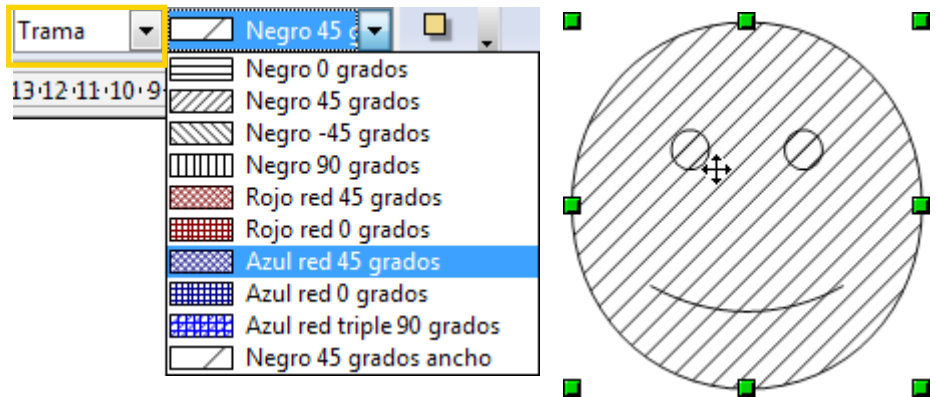 Trama
Negro 45 g
13·12·11·10·9·
Negro 0 grados
Negro 45 grados
Negro -45 grados
Negro 90 grados
Rojo red 45 grados
Rojo red 0 grados
Azul red 45 grados
Azul red 0 grados
Azul red triple 90 grados
Negro 45 grados ancho